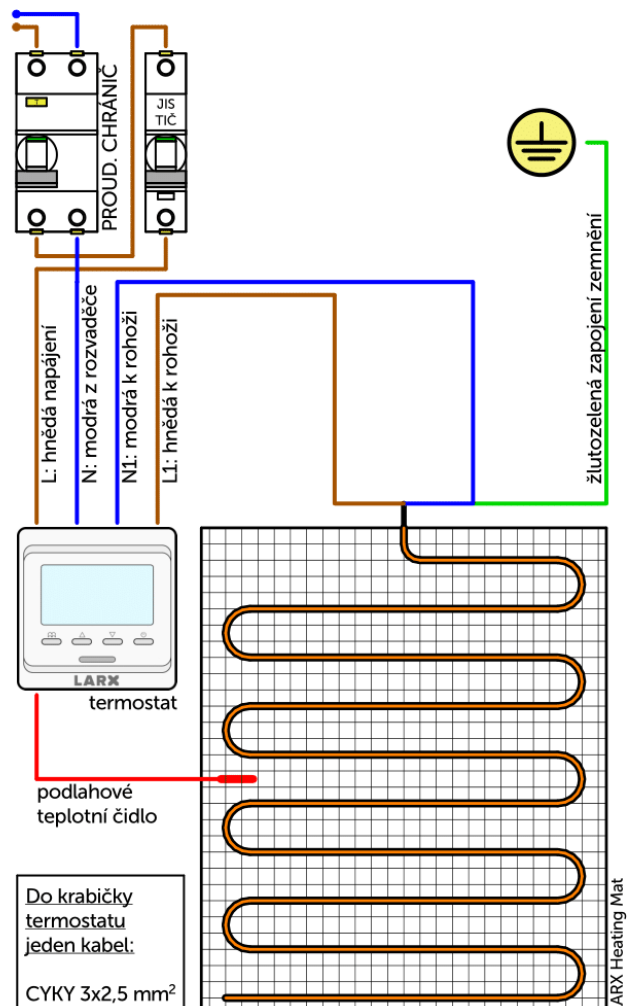 PROUD. CHRÁNIČ
JIS
TIČ
L: hnědá napájení
N: modrá z rozvaděče
N1: modrá k rohoži
L1: hnědá k rohoži
žlutozelená zapojení zemnění
LARX
termostat
podlahové
teplotní čidlo
Do krabičky
termostatu
jeden kabel:
CYKY 3x2,5 mm²
ARX Heating Mat